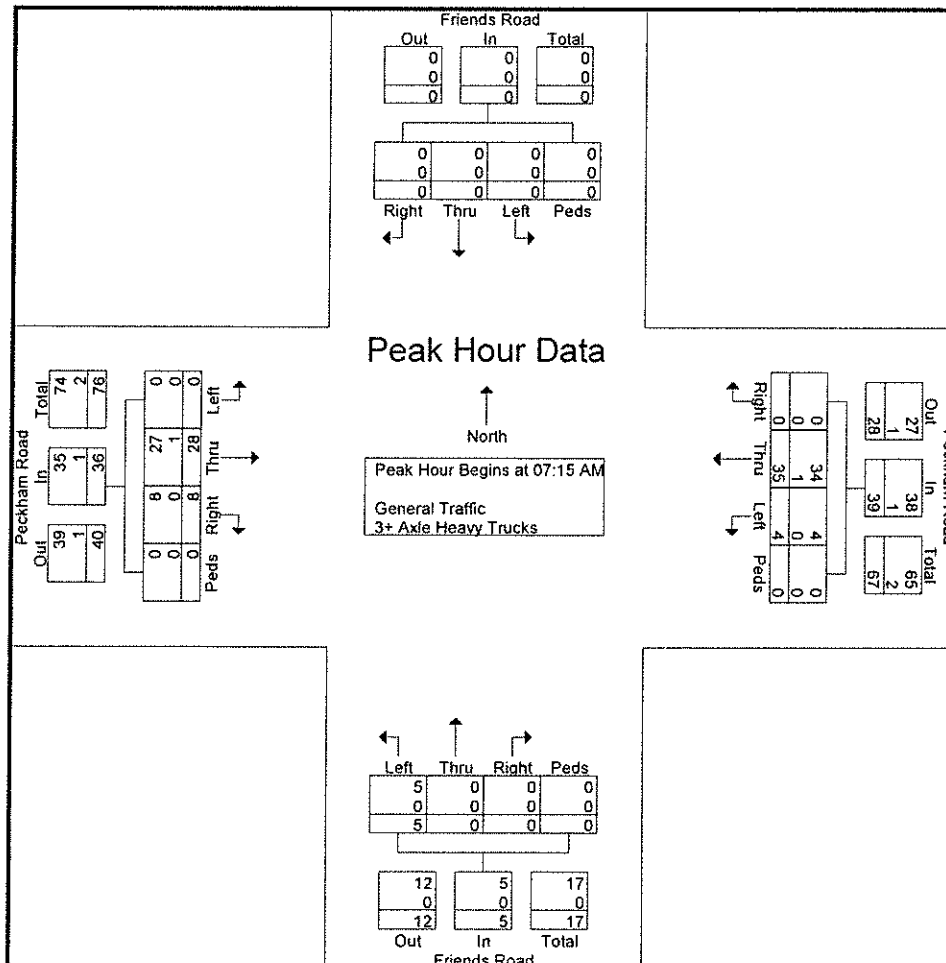 Friends Road
Out In Total
0 0 0
0 0 0
0 0 0
0 0 0 0
0 0 0 0
0 0 0 0
Right Thru Left Peds
Peak Hour Data
North
Peak Hour Begins at 07:15 AM
General Traffic
3+ Axle Heavy Trucks
Peckham Road
Out In Total
39 35 74
1 1 2
40 36 76
Left Thru Right Peds
0 27 8 0
0 1 0 0
0 28 8 0
Out In Total
27 38 65
1 1 2
28 39 67
Right Thru Left Peds
0 34 4 0
0 1 0 0
0 35 4 0
Left Thru Right Peds
5 0 0 0
0 0 0 0
5 0 0 0
12 5 17
0 0 0
12 5 17
Out In Total
Friends Road